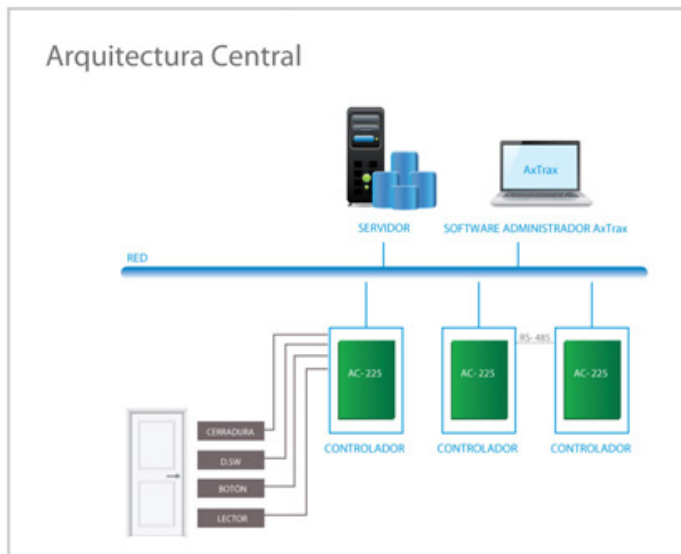 Arquitectura Central
AxTrax
SERVIDOR
SOFTWARE ADMINISTRADOR AxTrax
RED
RS-485
AC-225
AC-225
AC-225
CERRADURA
D.SW
BOTÓN
LECTOR
CONTROLADOR
CONTROLADOR
CONTROLADOR